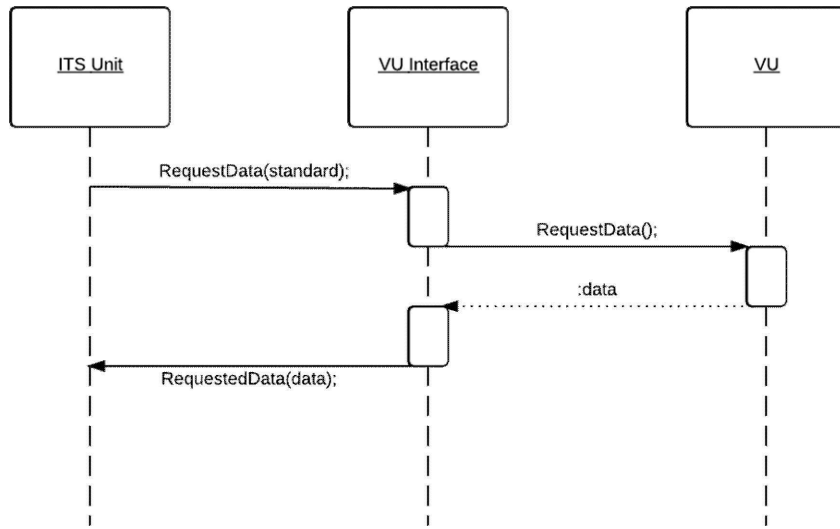 ITS Unit
VU Interface
VU
RequestData(standard);
RequestData();
:data
RequestedData(data);